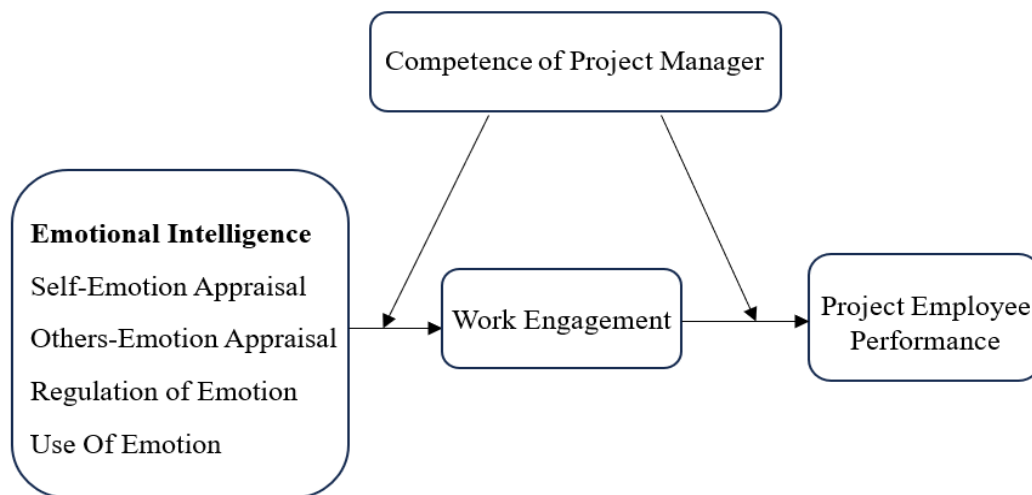 Competence of Project Manager
Emotional Intelligence
Self-Emotion Appraisal
Others-Emotion Appraisal
Regulation of Emotion
Use Of Emotion
Work Engagement
Project Employee
Performance